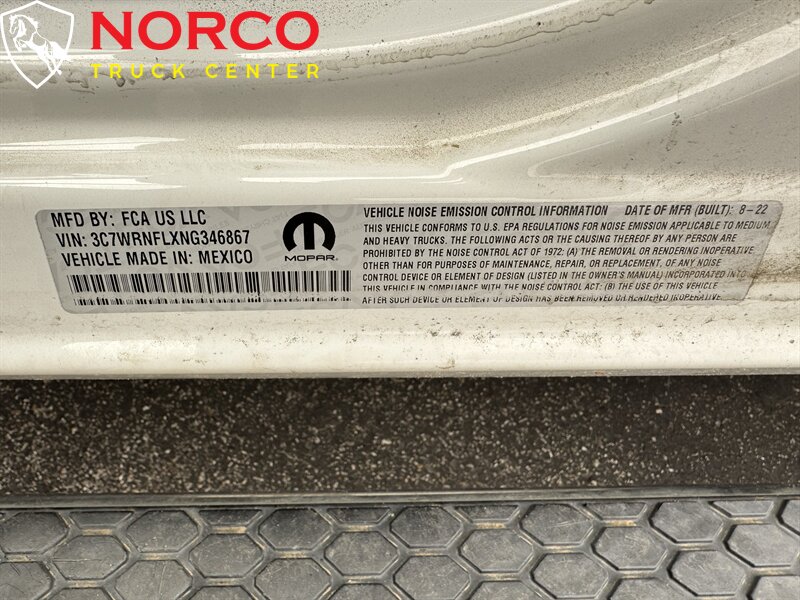 NORCO
TRUCK CENTER
MFD BY: FCA US LLC
VIN: 3C7WRNFLXNG346867
VEHICLE MADE IN: MEXICO
MOPAR
VEHICLE NOISE EMISSION CONTROL INFORMATION DATE OF MFR (BUILT): 8-22
THIS VEHICLE CONFORMS TO U.S. EPA REGULATIONS FOR NOISE EMISSION APPLICABLE TO MEDIUM
AND HEAVY TRUCKS. THE FOLLOWING ACTS OR THE CAUSING THEREOF BY ANY PERSON ARE
PROHIBITED BY THE NOISE CONTROL ACT OF 1972: (A) THE REMOVAL OR RENDERING INOPERATIVE
OTHER THAN FOR PURPOSES OF MAINTENANCE, REPAIR, OR REPLACEMENT, OF ANY NOISE
CONTROL DEVICE OR ELEMENT OF DESIGN (LISTED IN THE OWNER'S MANUAL) INCORPORATED INTO
THIS VEHICLE IN COMPLIANCE WITH THE NOISE CONTROL ACT: (B) THE USE OF THIS VEHICLE
AFTER SUCH DEVICE OR ELEMENT OF DESIGN HAS BEEN REMOVED OR RENDERED INOPERATIVE.